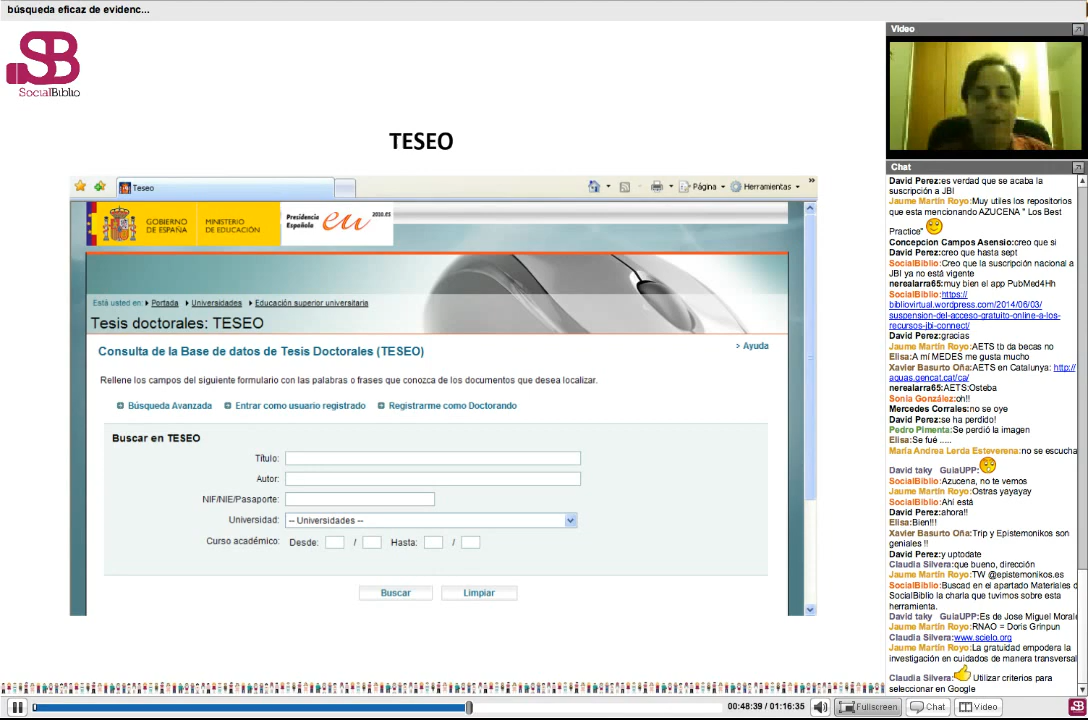 búsqueda eficaz de evidenc...
SB
SocialBiblio
TESEO
Teseo
Página
Herramientas
»
GOBIERNO
DE ESPAÑA
MINISTERIO
DE EDUCACIÓN
Presidencia
Española
eu
2010.ES
Está usted en: Portada Universidades Educación superior universitaria
Tesis doctorales: TESEO
Consulta de la Base de datos de Tesis Doctorales (TESEO)
> Ayuda
Rellene los campos del siguiente formulario con las palabras o frases que conozca de los documentos que desea localizar.
Búsqueda Avanzada Entrar como usuario registrado Registrarme como Doctorando
Buscar en TESEO
Título:
Autor:
NIF/NIE/Pasaporte:
Universidad: -- Universidades --
Curso académico: Desde: / Hasta: /
Buscar Limpiar
Video
Chat
David Perez:es verdad que se acaba la
suscripción a JBI
Jaume Martín Royo:Muy utiles los repositorios
que esta mencionando AZUCENA " Los Best
Practice"
Concepcion Campos Asensio:creo que si
David Perez:creo que hasta sept
SocialBiblio:Creo que la suscripción nacional a
JBI ya no está vigente
nerealarra65:muy bien el app PubMed4Hh
SocialBiblio:https://
bibliovirtual.wordpress.com/2014/06/03/
suspension-del-acceso-gratuito-online-a-los-
recursos-jbi-connect/
David Perez:gracias
Jaume Martín Royo:AETS tb da becas no
Elisa:A mí MEDES me gusta mucho
Xavier Basurto Oña:AETS en Catalunya: http://
aquas.gencat.cat/ca/
nerealarra65:AETS:Osteba
Sonia González:oh!!
Mercedes Corrales:no se oye
David Perez:se ha perdido!
Pedro Pimenta:Se perdió la imagen
Elisa:Se fué .....
María Andrea Lorda Esteverena:no se escucha
David taky GuíaUPP:
SocialBiblio:Azucena, no te vemos
Jaume Martín Royo:Ostras yayayay
SocialBiblio:Ahí está
David Perez:ahora!!
Elisa:Bien!!!
Xavier Basurto Oña:Trip y Epistemonikos son
geniales !!
David Perez:y uptodate
Claudia Silvera:que bueno, dirección
Jaume Martín Royo:TW @epistemonikos.es
SocialBiblio:Buscad en el apartado Materiales d
SocialBiblio la charla que tuvimos sobre esta
herramienta.
David taky GuíaUPP:Es de Jose Miguel Morale
Jaume Martín Royo:RNAO = Doris Grinpun
Claudia Silvera:www.scielo.org
Jaume Martín Royo:La gratuidad empodera la
investigación en cuidados de manera transversal
Claudia Silvera: Utilizar criterios para
seleccionar en Google
00:48:39 / 01:16:35
Fullscreen
Chat
Video
SB